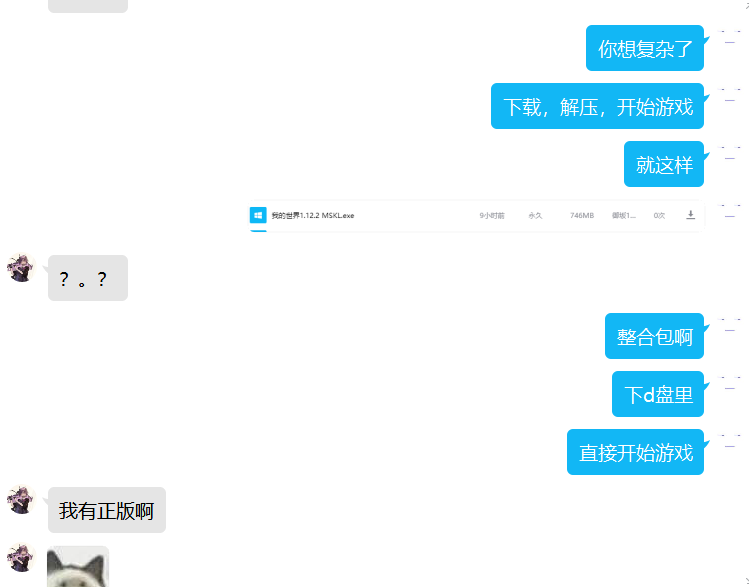 你想复杂了
下载，解压，开始游戏
就这样
我的世界1.12.2 MSKL.exe 9小时前 永久 746MB 御坂1... 0次
？。？
整合包啊
下d盘里
直接开始游戏
我有正版啊